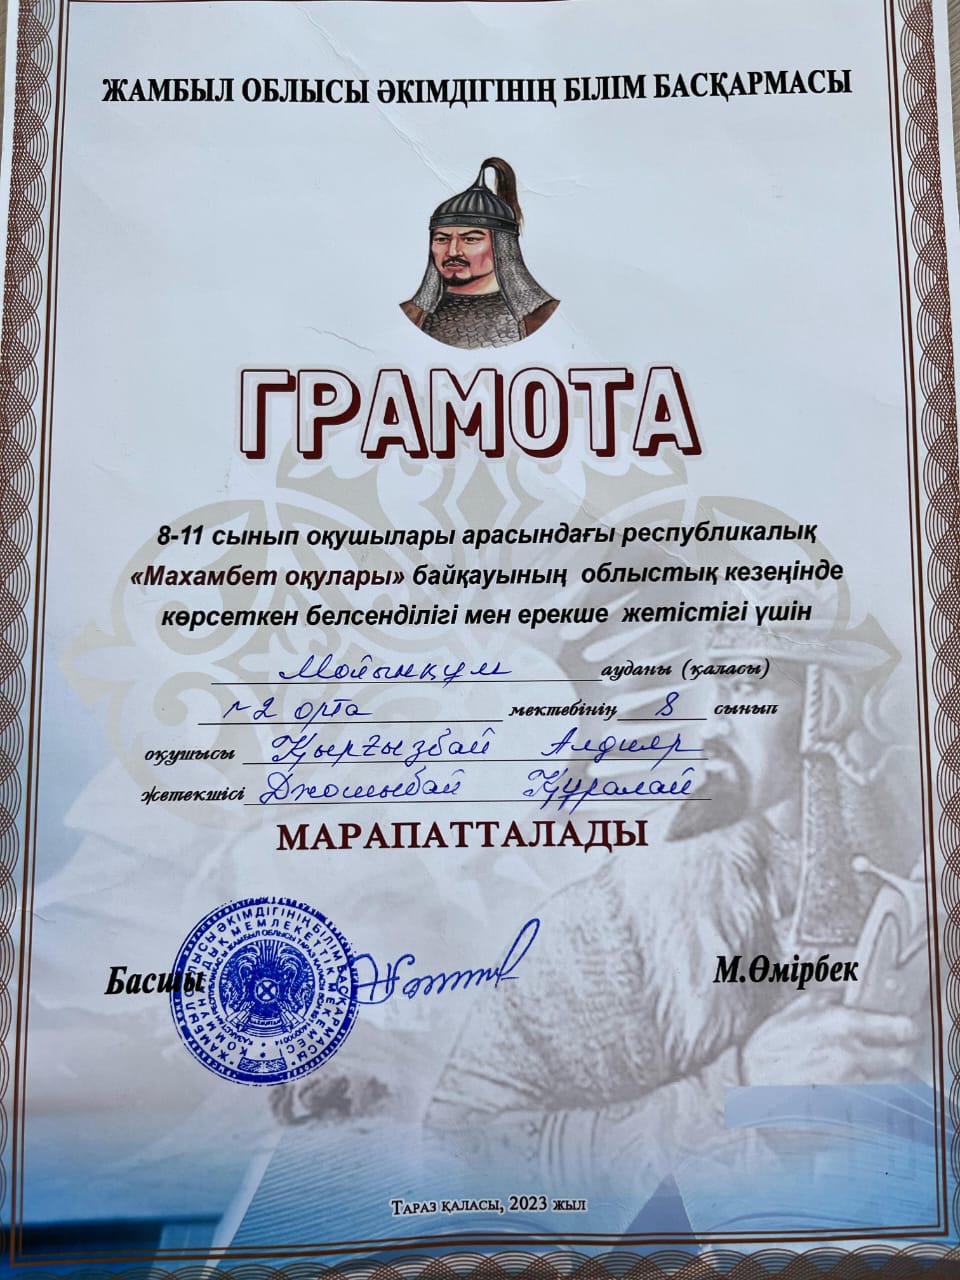 ЖАМБЫЛ ОБЛЫСЫ ӘКІМДІГІНІҢ БІЛІМ БАСҚАРМАСЫ
ГРАМОТА
8-11 сынып оқушылары арасындағы республикалық
«Махамбет оқулары» байқауының облыстық кезеңінде
көрсеткен белсенділігі мен ерекше жетістігі үшін
Мойынқұм ауданы (қаласы)
№2 орта мектебінің 8 сынып
оқушысы Қырғызбай Алдияр
жетекшісі Джошыбай Құралай
МАРАПАТТАЛАДЫ
Басшы М.Өмірбек
Тараз қаласы, 2023 жыл